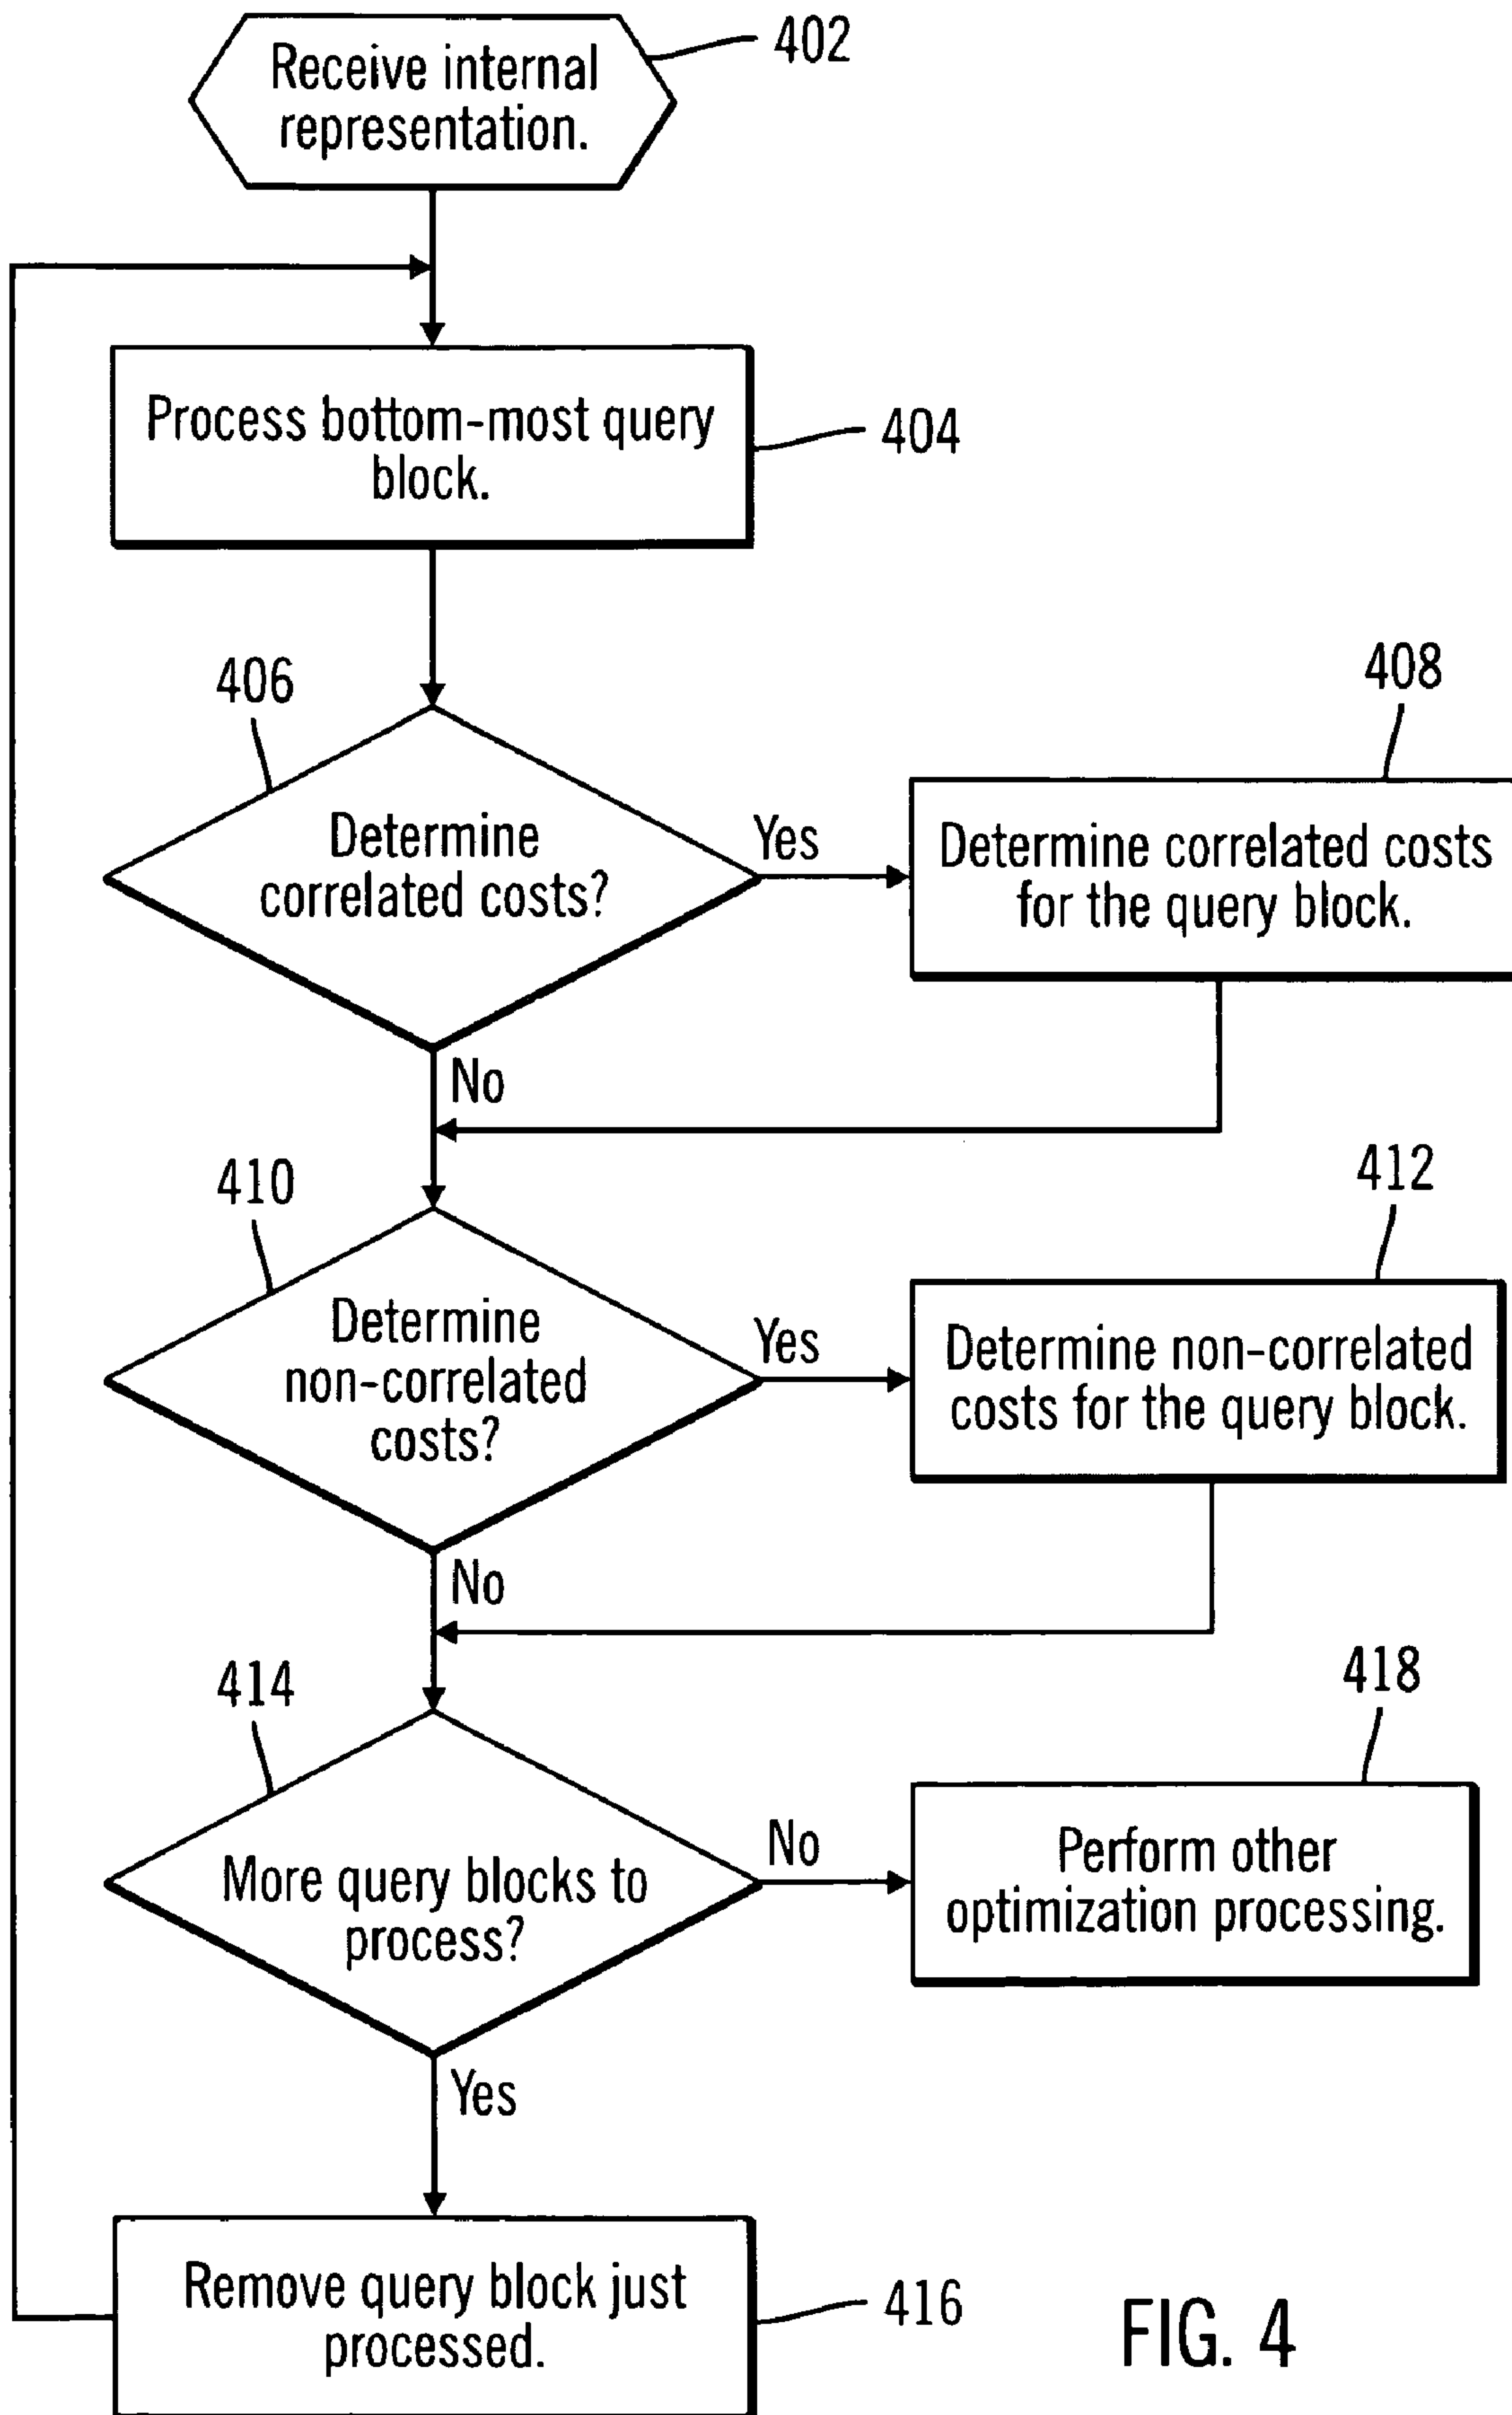 Receive internal
representation.
402
Process bottom-most query
block.
404
406
Determine
correlated costs?
Yes
No
408
Determine correlated costs
for the query block.
410
Determine
non-correlated
costs?
Yes
No
412
Determine non-correlated
costs for the query block.
414
More query blocks to
process?
No
Yes
418
Perform other
optimization processing.
Remove query block just
processed.
416
FIG. 4